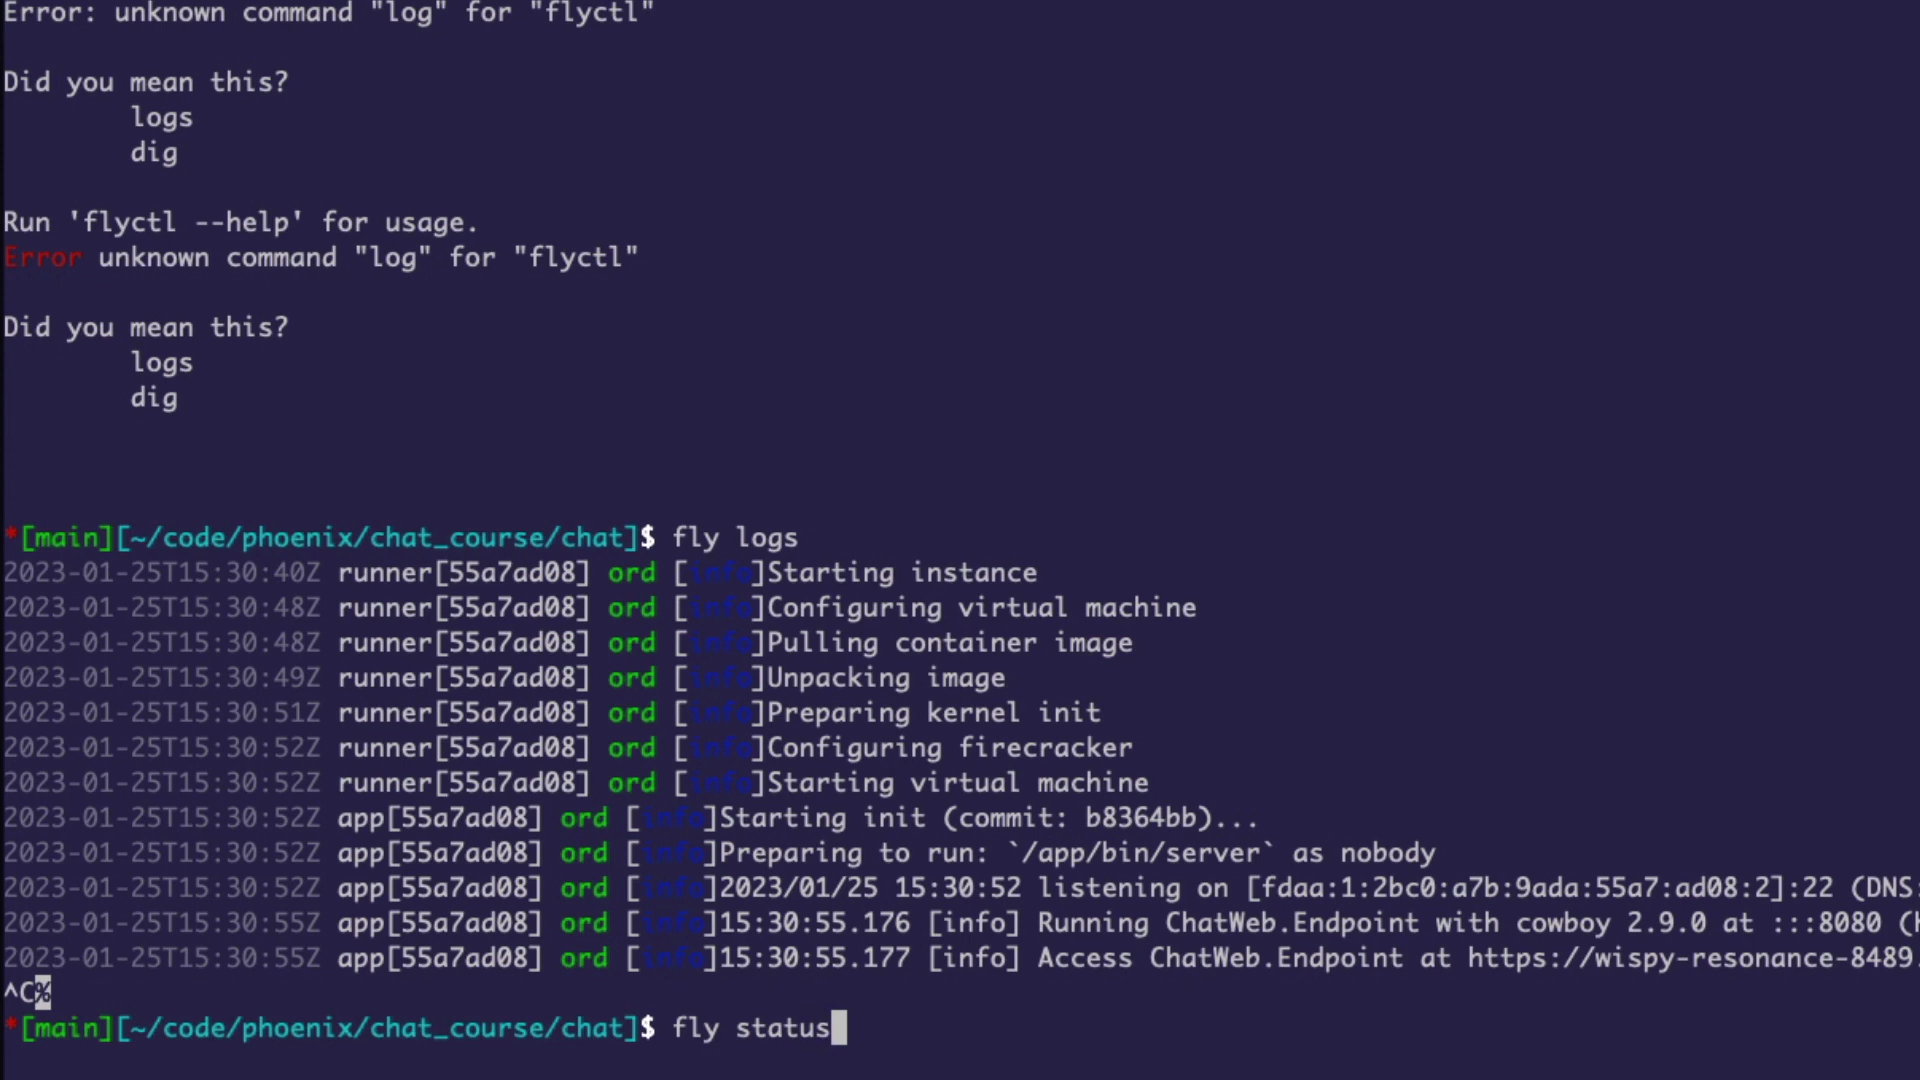 Error: unknown command "log" for "flyctl"
Did you mean this?
logs
dig
Run 'flyctl --help' for usage.
Error unknown command "log" for "flyctl"
Did you mean this?
logs
dig
*[main][~/code/phoenix/chat_course/chat]$ fly logs
2023-01-25T15:30:40Z runner[55a7ad08] ord [info]Starting instance
2023-01-25T15:30:48Z runner[55a7ad08] ord [info]Configuring virtual machine
2023-01-25T15:30:48Z runner[55a7ad08] ord [info]Pulling container image
2023-01-25T15:30:49Z runner[55a7ad08] ord [info]Unpacking image
2023-01-25T15:30:51Z runner[55a7ad08] ord [info]Preparing kernel init
2023-01-25T15:30:52Z runner[55a7ad08] ord [info]Configuring firecracker
2023-01-25T15:30:52Z runner[55a7ad08] ord [info]Starting virtual machine
2023-01-25T15:30:52Z app[55a7ad08] ord [info]Starting init (commit: b8364bb)...
2023-01-25T15:30:52Z app[55a7ad08] ord [info]Preparing to run: `/app/bin/server` as nobody
2023-01-25T15:30:52Z app[55a7ad08] ord [info]2023/01/25 15:30:52 listening on [fdaa:1:2bc0:a7b:9ada:55a7:ad08:2]:22 (DNS:
2023-01-25T15:30:55Z app[55a7ad08] ord [info]15:30:55.176 [info] Running ChatWeb.Endpoint with cowboy 2.9.0 at :::8080 (h
2023-01-25T15:30:55Z app[55a7ad08] ord [info]15:30:55.177 [info] Access ChatWeb.Endpoint at https://wispy-resonance-8489.
^C%
*[main][~/code/phoenix/chat_course/chat]$ fly status